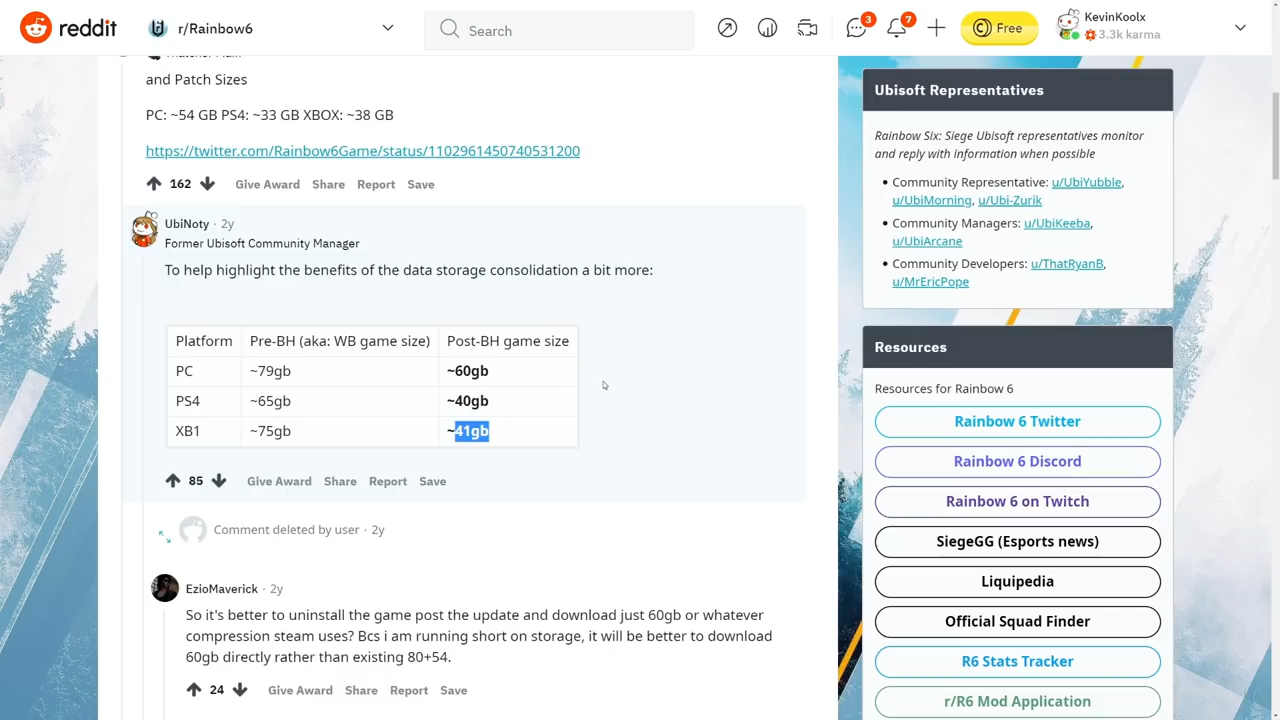 reddit
r/Rainbow6
Search
3
7
Free
KevinKoolx
3.3k karma
and Patch Sizes
PC: ~54 GB PS4: ~33 GB XBOX: ~38 GB
https://twitter.com/Rainbow6Game/status/1102961450740531200
162 Give Award Share Report Save
UbiNoty · 2y
Former Ubisoft Community Manager
To help highlight the benefits of the data storage consolidation a bit more:
Platform Pre-BH (aka: WB game size) Post-BH game size
PC ~79gb ~60gb
PS4 ~65gb ~40gb
XB1 ~75gb ~41gb
85 Give Award Share Report Save
Comment deleted by user · 2y
EzioMaverick · 2y
So it's better to uninstall the game post the update and download just 60gb or whatever
compression steam uses? Bcs i am running short on storage, it will be better to download
60gb directly rather than existing 80+54.
24 Give Award Share Report Save
Ubisoft Representatives
Rainbow Six: Siege Ubisoft representatives monitor
and reply with information when possible
• Community Representative: u/UbiYubble,
u/UbiMorning, u/Ubi-Zurik
• Community Managers: u/UbiKeeba,
u/UbiArcane
• Community Developers: u/ThatRyanB,
u/MrEricPope
Resources
Resources for Rainbow 6
Rainbow 6 Twitter
Rainbow 6 Discord
Rainbow 6 on Twitch
SiegeGG (Esports news)
Liquipedia
Official Squad Finder
R6 Stats Tracker
r/R6 Mod Application